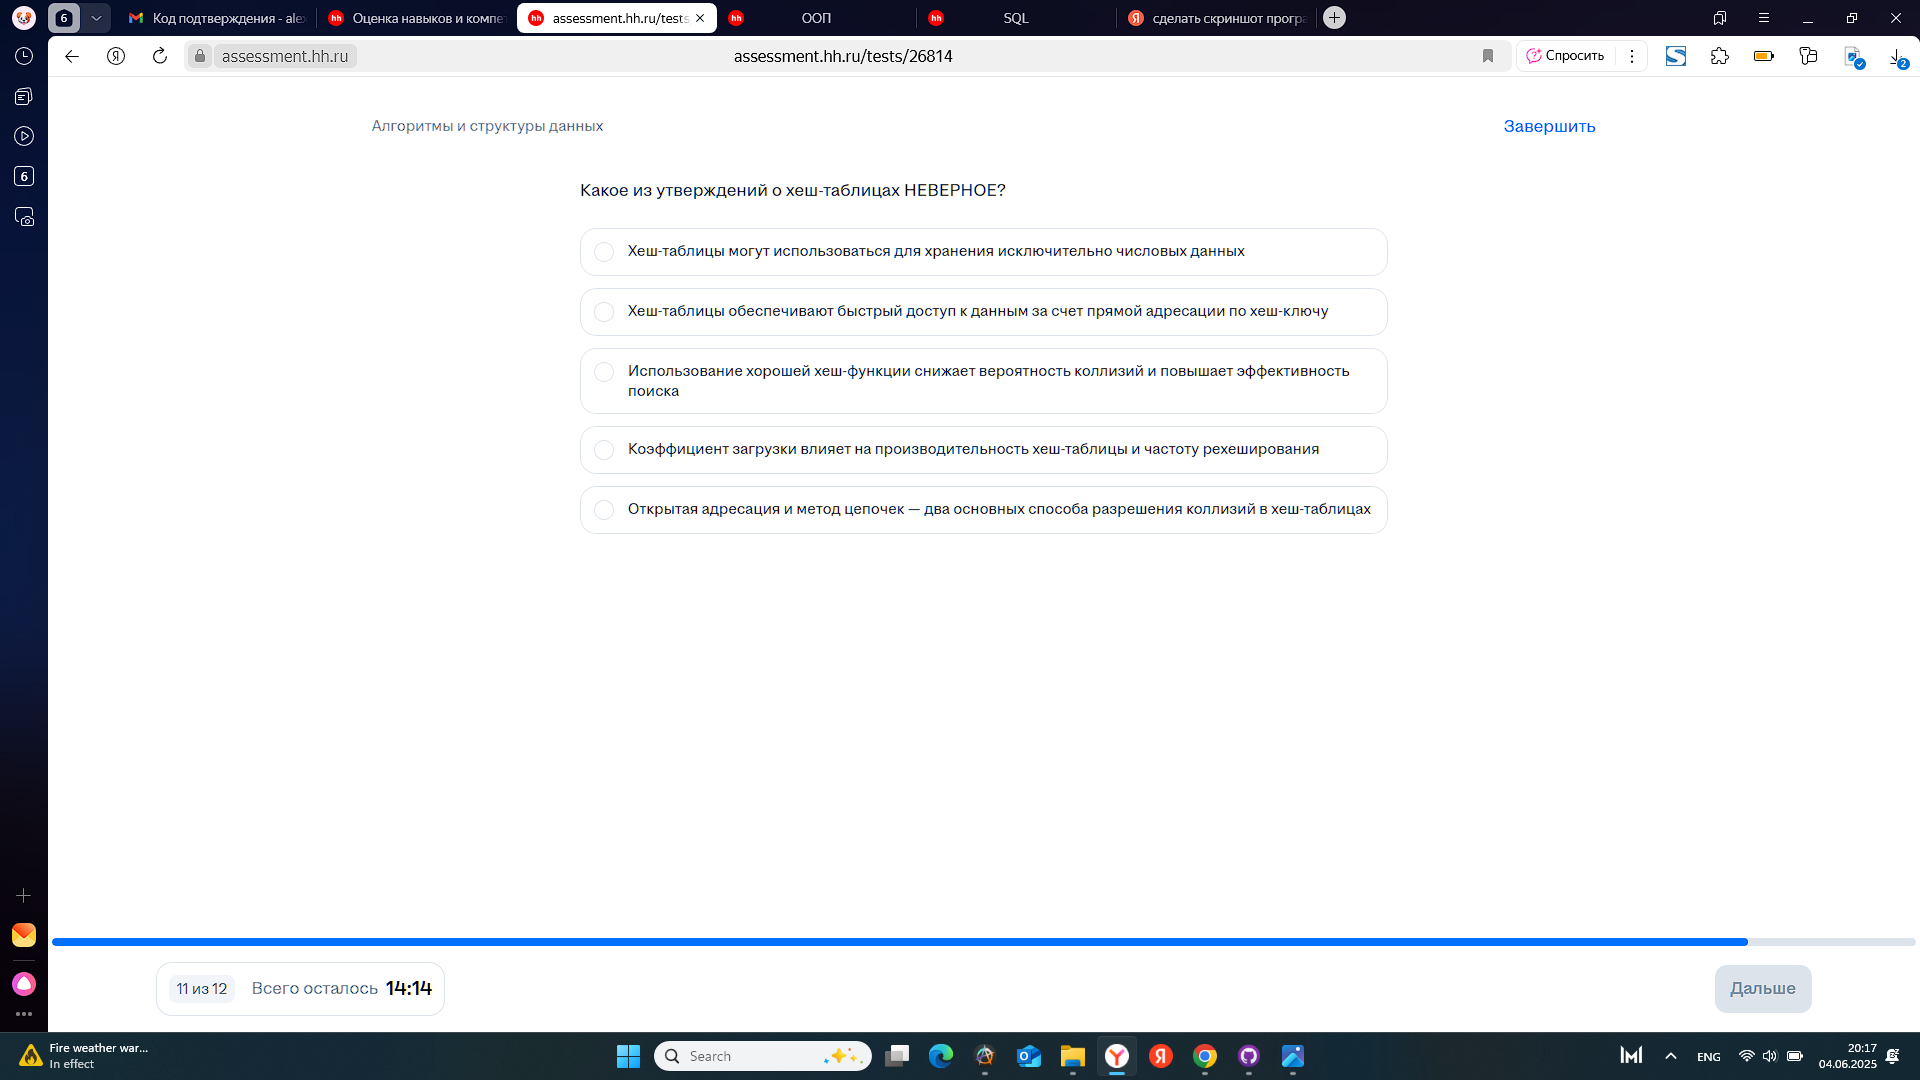 6
Код подтверждения - ale
Оценка навыков и компе
assessment.hh.ru/tests
ООП
SQL
сделать скриншот програ
assessment.hh.ru
assessment.hh.ru/tests/26814
Спросить
2
6
Алгоритмы и структуры данных
Завершить
Какое из утверждений о хеш-таблицах НЕВЕРНОЕ?
Хеш-таблицы могут использоваться для хранения исключительно числовых данных
Хеш-таблицы обеспечивают быстрый доступ к данным за счет прямой адресации по хеш-ключу
Использование хорошей хеш-функции снижает вероятность коллизий и повышает эффективность
поиска
Коэффициент загрузки влияет на производительность хеш-таблицы и частоту рехеширования
Открытая адресация и метод цепочек — два основных способа разрешения коллизий в хеш-таблицах
11 из 12
Всего осталось 14:14
Дальше
Fire weather war...
In effect
Search
ENG
20:17
04.06.2025